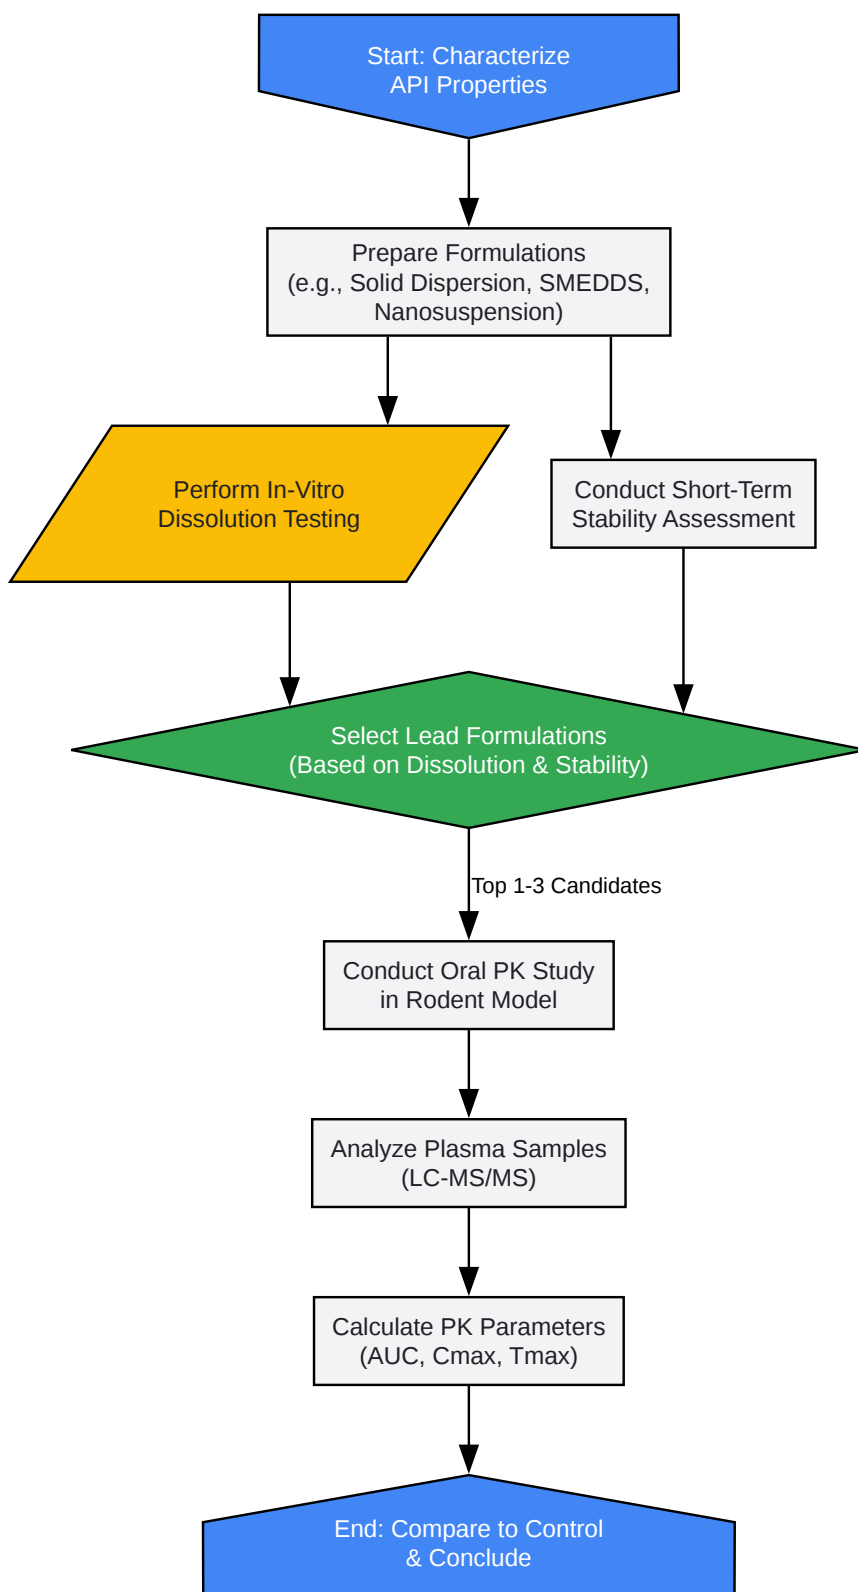 Start: Characterize
API Properties
Prepare Formulations
(e.g., Solid Dispersion, SMEDDS,
Nanosuspension)
Perform In-Vitro
Dissolution Testing
Conduct Short-Term
Stability Assessment
Select Lead Formulations
(Based on Dissolution & Stability)
Top 1-3 Candidates
Conduct Oral PK Study
in Rodent Model
Analyze Plasma Samples
(LC-MS/MS)
Calculate PK Parameters
(AUC, Cmax, Tmax)
End: Compare to Control
& Conclude